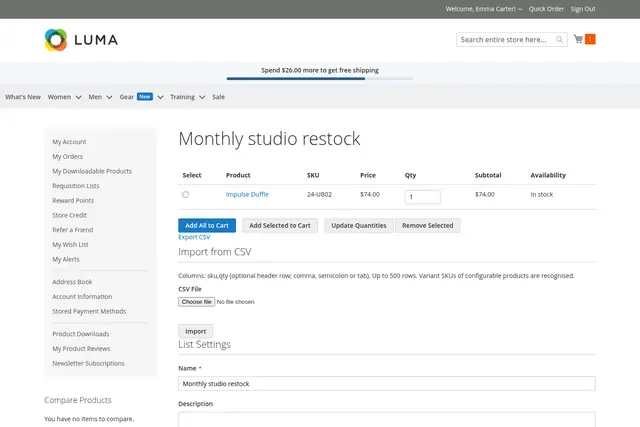 Welcome, Emma Carter!
Quick Order
Sign Out
LUMA
Search entire store here...
1
Spend $26.00 more to get free shipping
What's New
Women
Men
Gear
New
Training
Sale
My Account
My Orders
My Downloadable Products
Requisition Lists
Reward Points
Store Credit
Refer a Friend
My Wish List
My Alerts
Address Book
Account Information
Stored Payment Methods
Product Downloads
My Product Reviews
Newsletter Subscriptions
Compare Products
You have no items to compare.
Monthly studio restock
Select Product SKU Price Qty Subtotal Availability
Impulse Duffle 24-UB02 $74.00 1 $74.00 In stock
Add All to Cart
Add Selected to Cart
Update Quantities
Remove Selected
Export CSV
Import from CSV
Columns: sku,qty (optional header row; comma, semicolon or tab). Up to 500 rows. Variant SKUs of configurable products are recognised.
CSV File
Choose file No file chosen
Import
List Settings
Name *
Monthly studio restock
Description